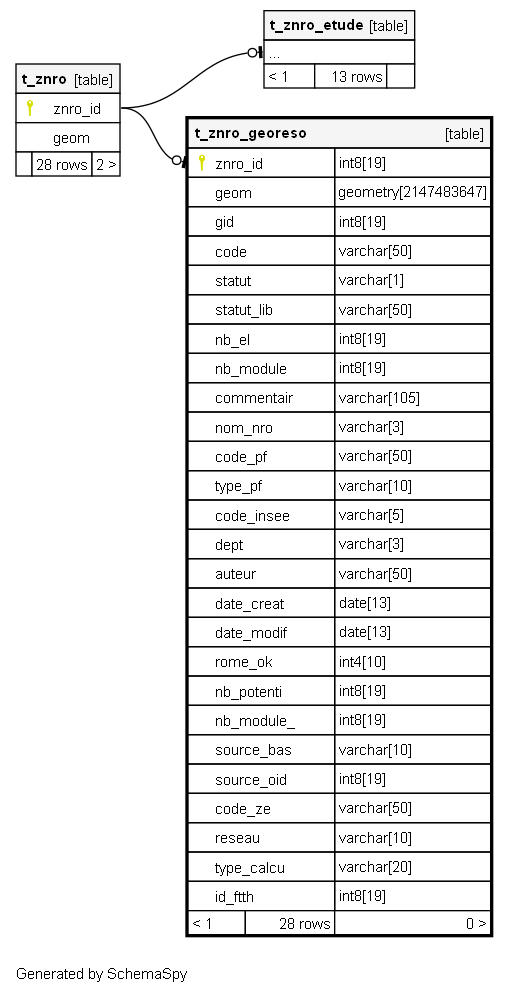 t_znro_etude [table]
...
< 1 13 rows
t_znro [table]
znro_id
geom
28 rows 2 >
t_znro_georeso [table]
znro_id int8[19]
geom geometry[2147483647]
gid int8[19]
code varchar[50]
statut varchar[1]
statut_lib varchar[50]
nb_el int8[19]
nb_module int8[19]
commentair varchar[105]
nom_nro varchar[3]
code_pf varchar[50]
type_pf varchar[10]
code_insee varchar[5]
dept varchar[3]
auteur varchar[50]
date_creat date[13]
date_modif date[13]
rome_ok int4[10]
nb_potenti int8[19]
nb_module_ int8[19]
source_bas varchar[10]
source_oid int8[19]
code_ze varchar[50]
reseau varchar[10]
type_calcu varchar[20]
id_ftth int8[19]
< 1 28 rows 0 >
Generated by SchemaSpy